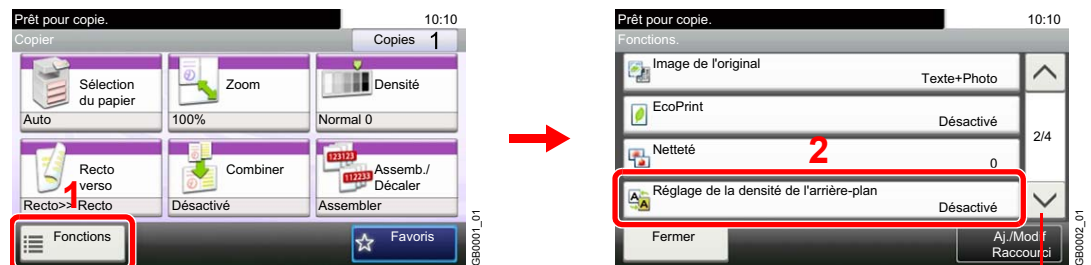 Prêt pour copie.
10:10
Copier
Copies 1
Sélection
du papier
Auto
Zoom
100%
Densité
Normal 0
Recto
verso
Recto>> Recto
Combiner
Désactivé
123123
112233
Assemb./
Décaler
Assembler
1
Fonctions
Favoris
GB0001_01
Prêt pour copie.
10:10
Fonctions.
Image de l'original
Texte+Photo
EcoPrint
Désactivé
2/4
Netteté
0
2
Réglage de la densité de l'arrière-plan
Désactivé
Fermer
Aj./Modif
Raccourci
GB0002_01